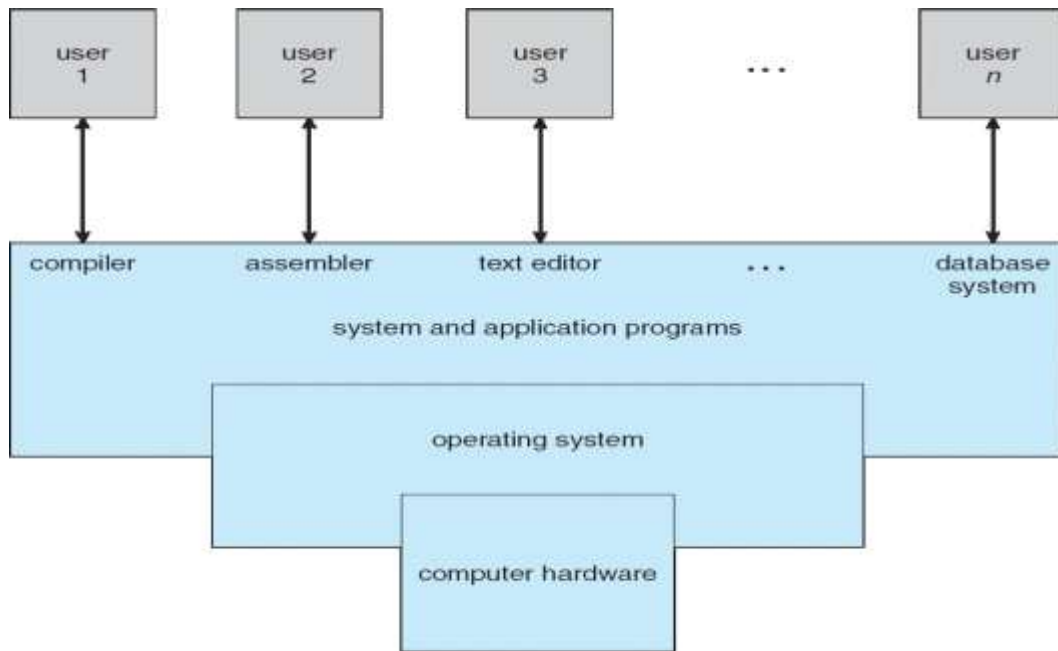 user
1
user
2
user
3
...
user
n
compiler
assembler
text editor
...
database
system
system and application programs
operating system
computer hardware